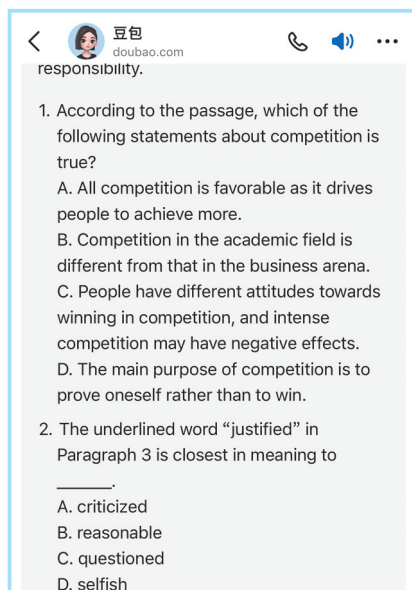 豆包
doubao.com
responsibility.
1. According to the passage, which of the
following statements about competition is
true?
A. All competition is favorable as it drives
people to achieve more.
B. Competition in the academic field is
different from that in the business arena.
C. People have different attitudes towards
winning in competition, and intense
competition may have negative effects.
D. The main purpose of competition is to
prove oneself rather than to win.
2. The underlined word “justified” in
Paragraph 3 is closest in meaning to
_______.
A. criticized
B. reasonable
C. questioned
D. selfish